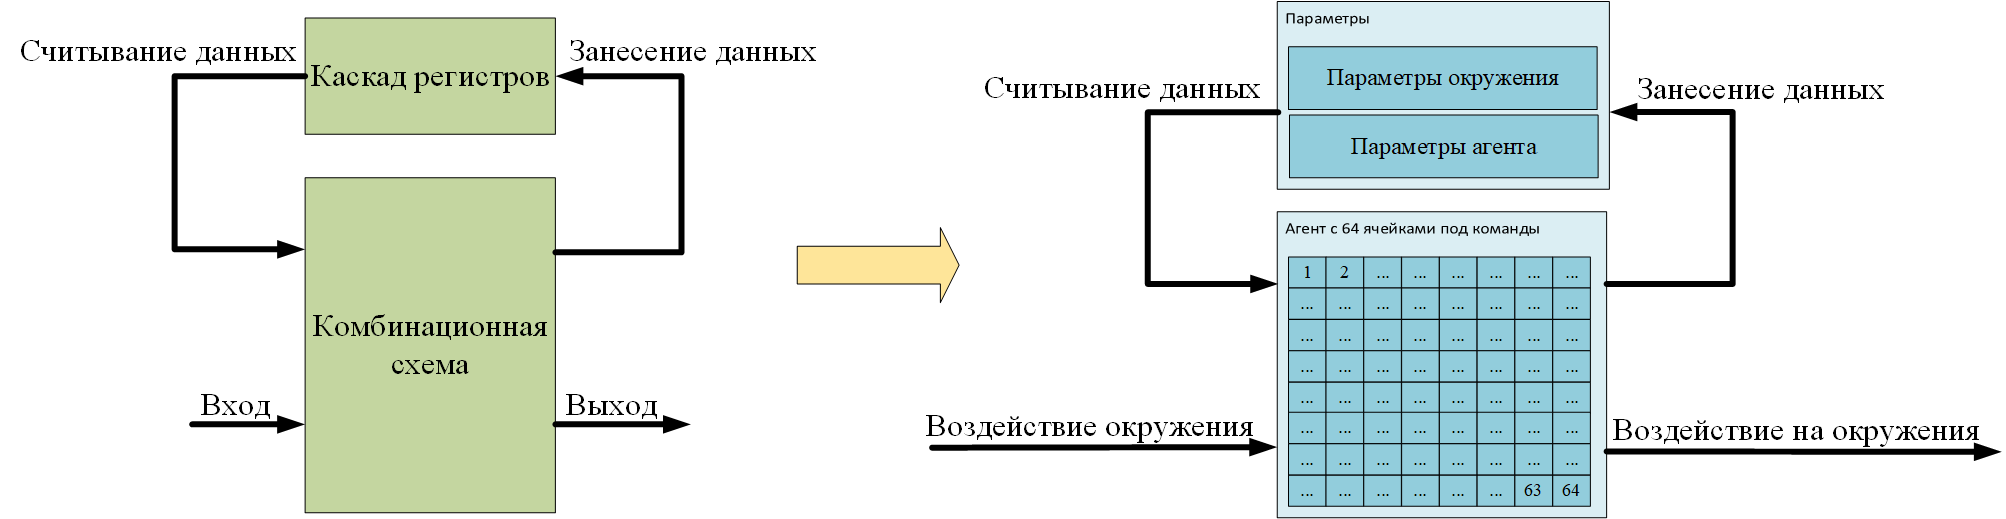 Считывание данных
Каскад регистров
Занесение данных
Комбинационная
схема
Вход
Выход
Параметры
Параметры окружения
Параметры агента
Считывание данных
Занесение данных
Агент с 64 ячейками под команды
1 2 ... ... ... ... ... ...
... ... ... ... ... ... ... ...
... ... ... ... ... ... ... ...
... ... ... ... ... ... ... ...
... ... ... ... ... ... ... ...
... ... ... ... ... ... ... ...
... ... ... ... ... ... ... ...
... ... ... ... ... ... 63 64
Воздействие окружения
Воздействие на окружения